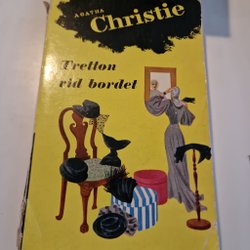 AGATHA
Christie
Tretton
vid bordet